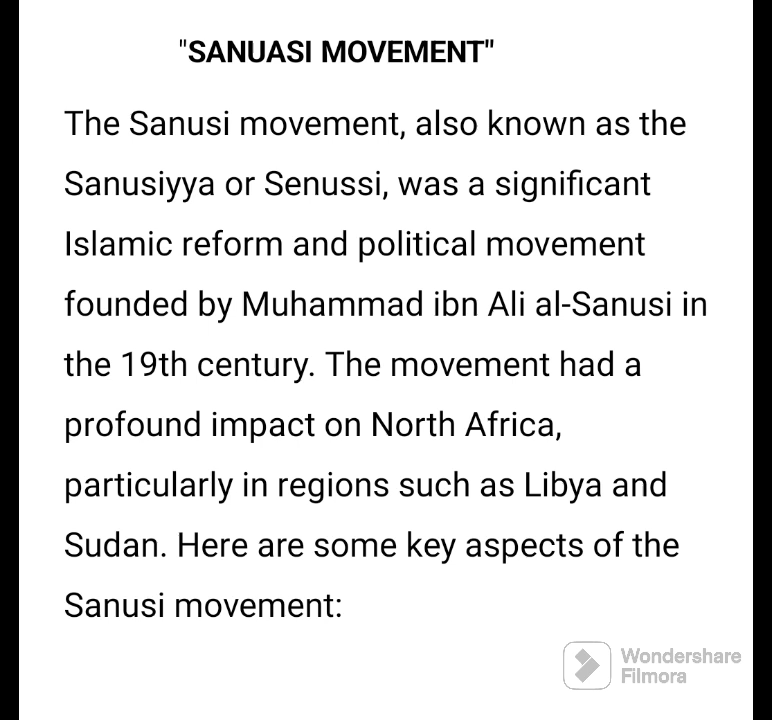 "SANUASI MOVEMENT"
The Sanusi movement, also known as the
Sanusiyya or Senussi, was a significant
Islamic reform and political movement
founded by Muhammad ibn Ali al-Sanusi in
the 19th century. The movement had a
profound impact on North Africa,
particularly in regions such as Libya and
Sudan. Here are some key aspects of the
Sanusi movement:
Wondershare
Filmora